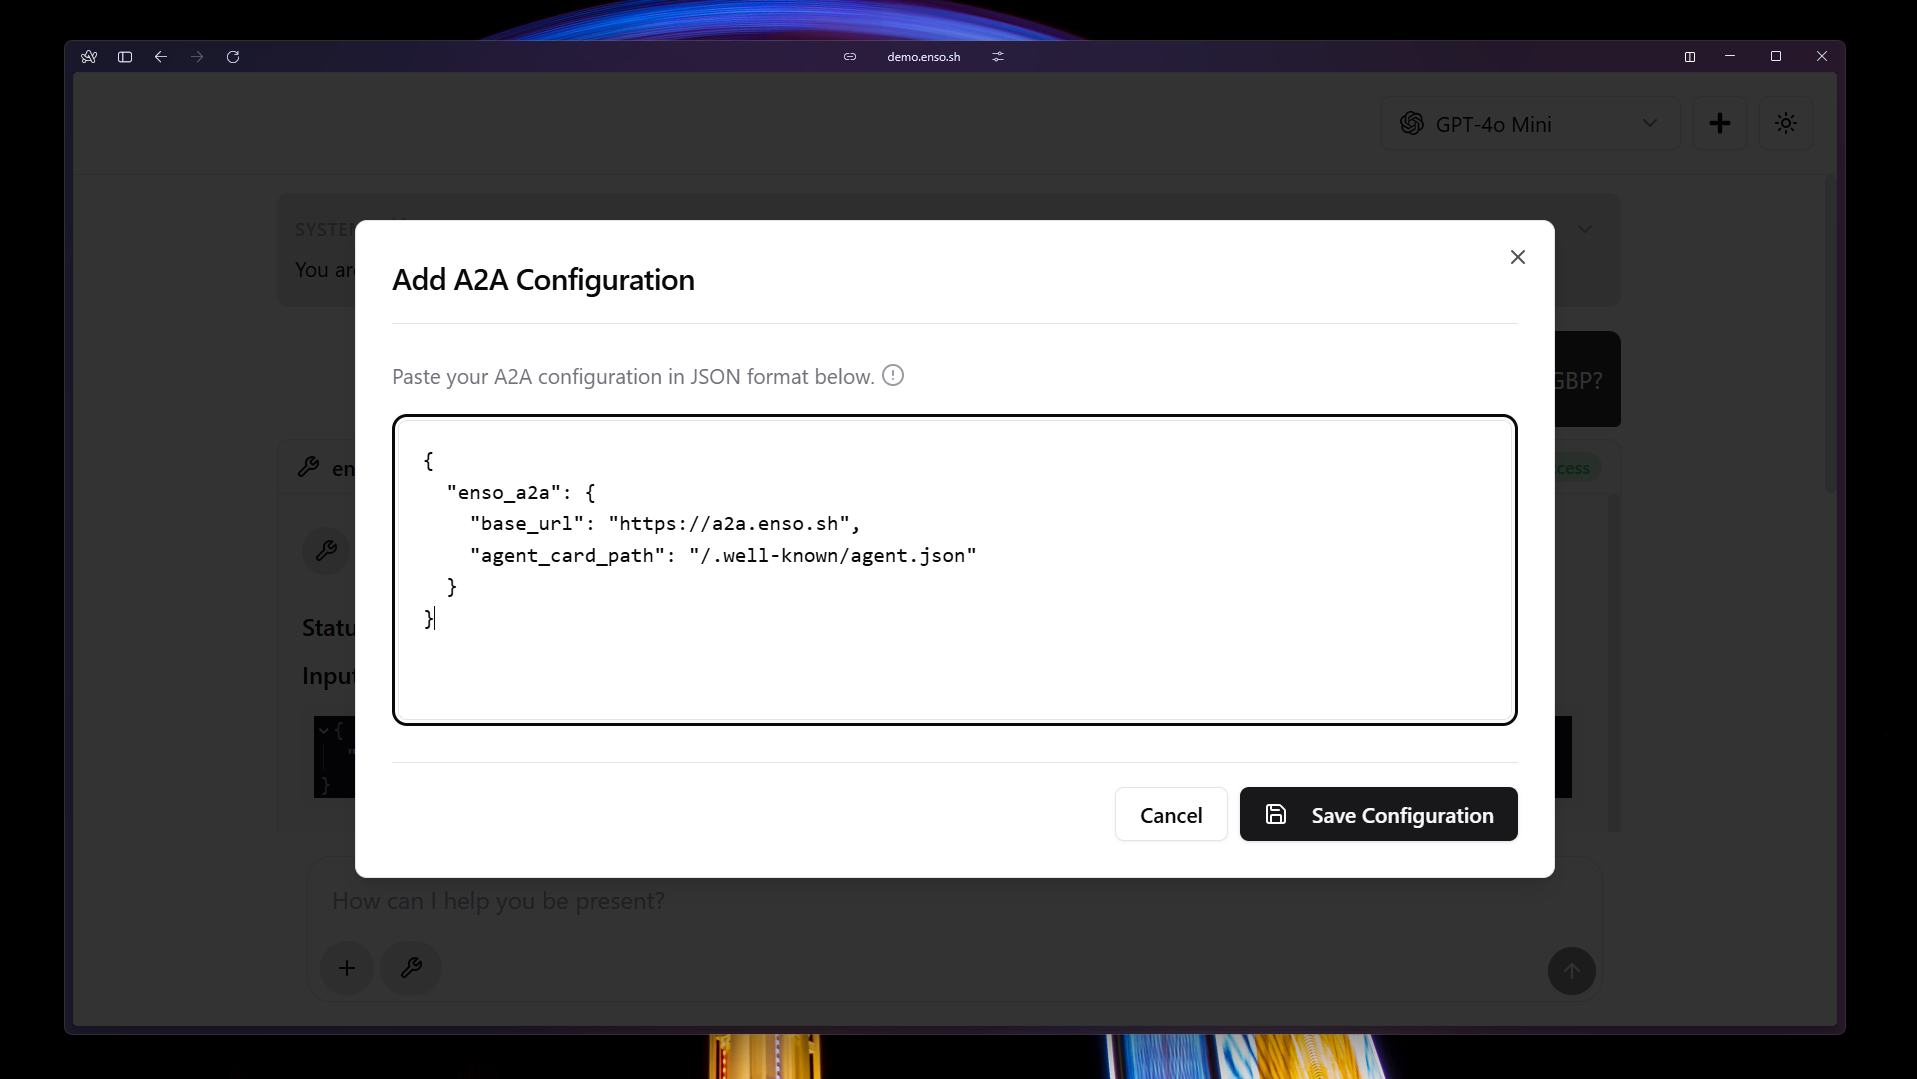 demo.enso.sh
GPT-4o Mini
SYSTE
You ar
Add A2A Configuration
Paste your A2A configuration in JSON format below.
GBP?
en
cess
{
"enso_a2a": {
"base_url": "https://a2a.enso.sh",
"agent_card_path": "/.well-known/agent.json"
}
}
Statu
Input
{
"
}
Cancel
Save Configuration
How can I help you be present?